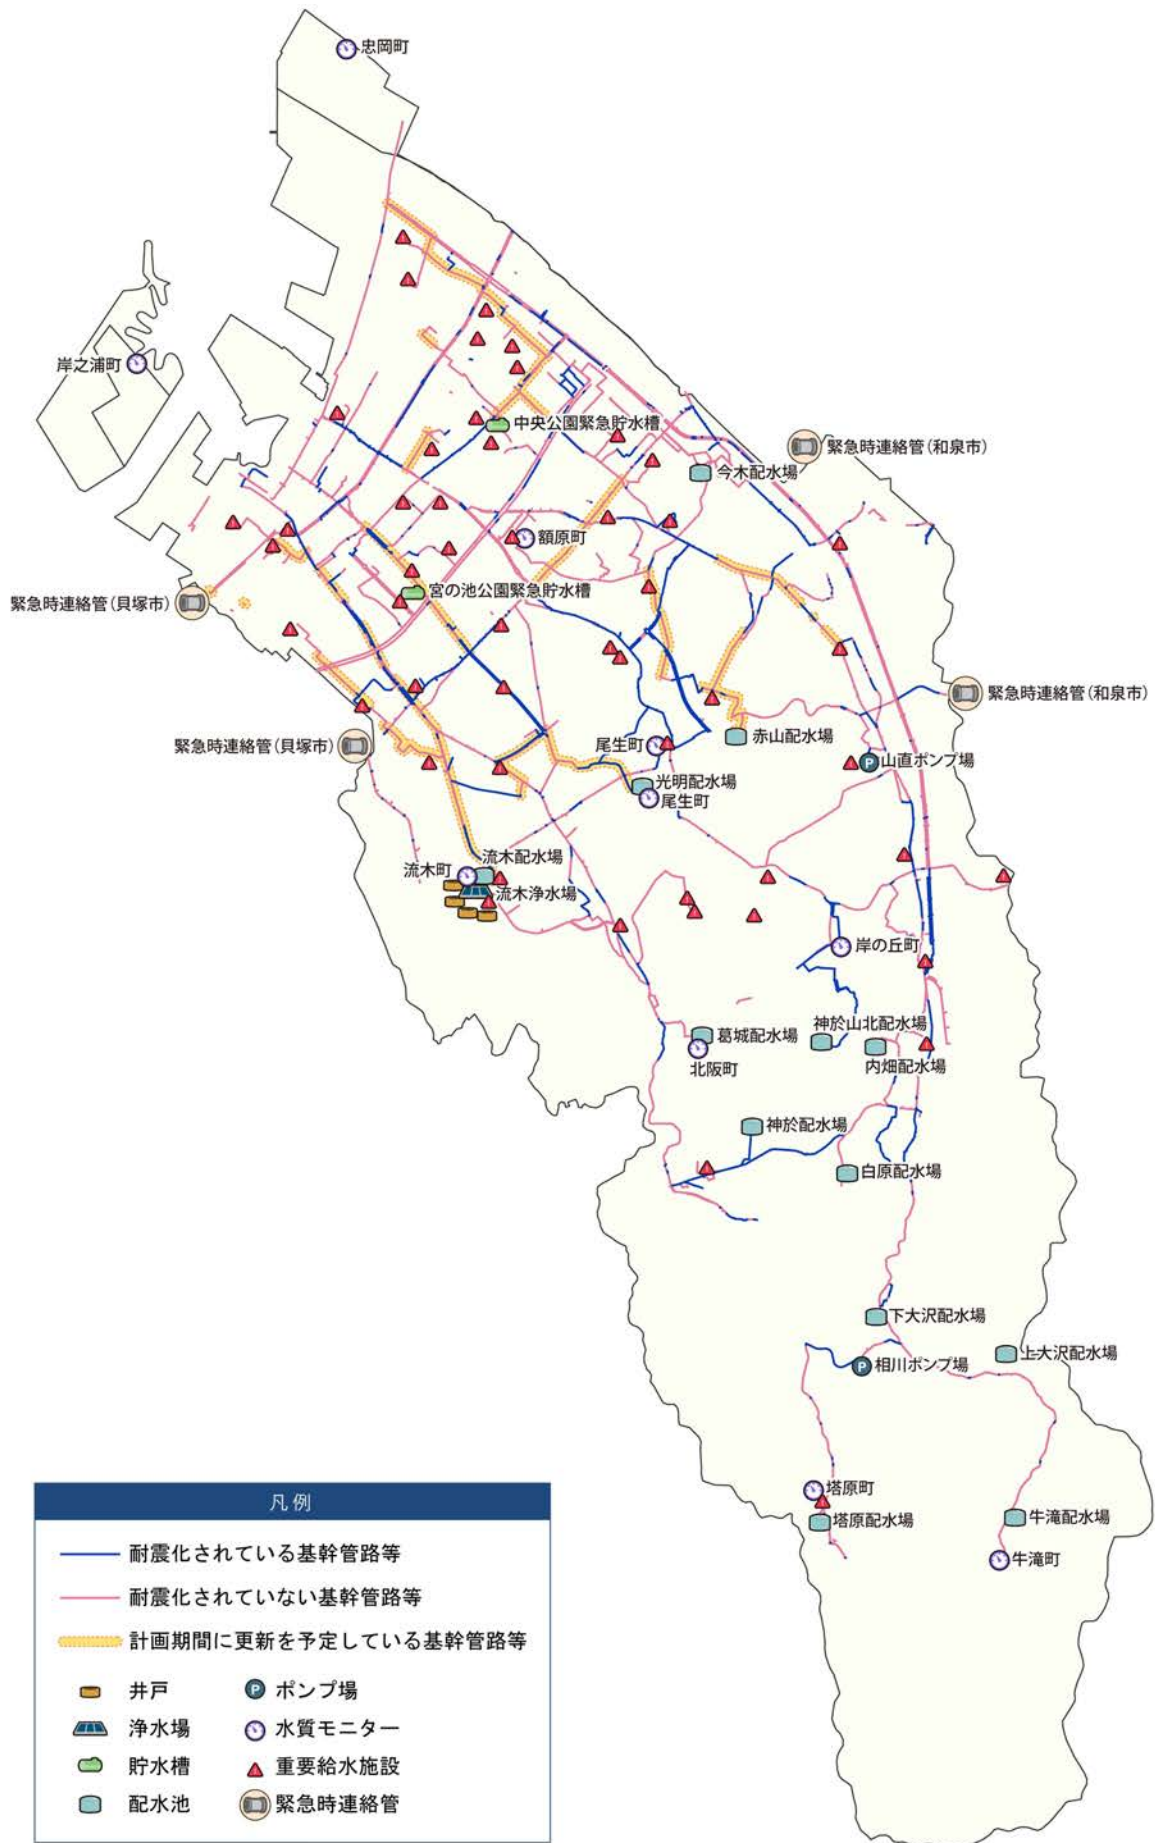 忠岡町
岸之浦町
中央公園緊急貯水槽
緊急時連絡管(和泉市)
今木配水場
額原町
宮の池公園緊急貯水槽
緊急時連絡管(貝塚市)
緊急時連絡管(和泉市)
赤山配水場
尾生町
緊急時連絡管(貝塚市)
山直ポンプ場
光明配水場
尾生町
流木配水場
流木町
流木浄水場
岸の丘町
神於山北配水場
葛城配水場
内畑配水場
北阪町
神於配水場
白原配水場
下大沢配水場
上大沢配水場
相川ポンプ場
塔原町
塔原配水場
牛滝配水場
牛滝町
凡例
耐震化されている基幹管路等
耐震化されていない基幹管路等
計画期間に更新を予定している基幹管路等
井戸
P ポンプ場
浄水場
水質モニター
貯水槽
重要給水施設
配水池
緊急時連絡管